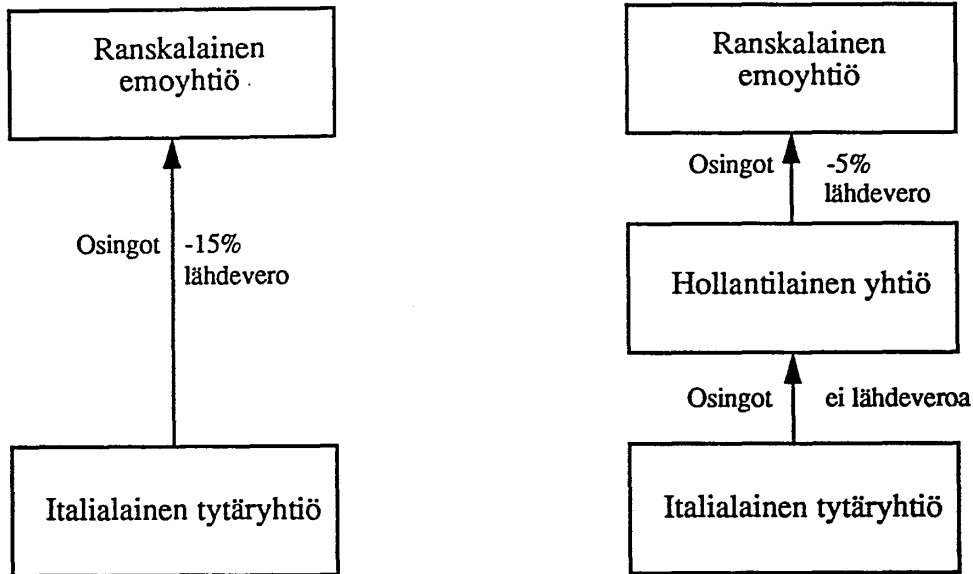 Ranskalainen
emoyhtiö
Osingot
-15%
lähdevero
Italialainen tytäryhtiö
Ranskalainen
emoyhtiö
Osingot
-5%
lähdevero
Hollantilainen yhtiö
Osingot
ei lähdeveroa
Italialainen tytäryhtiö